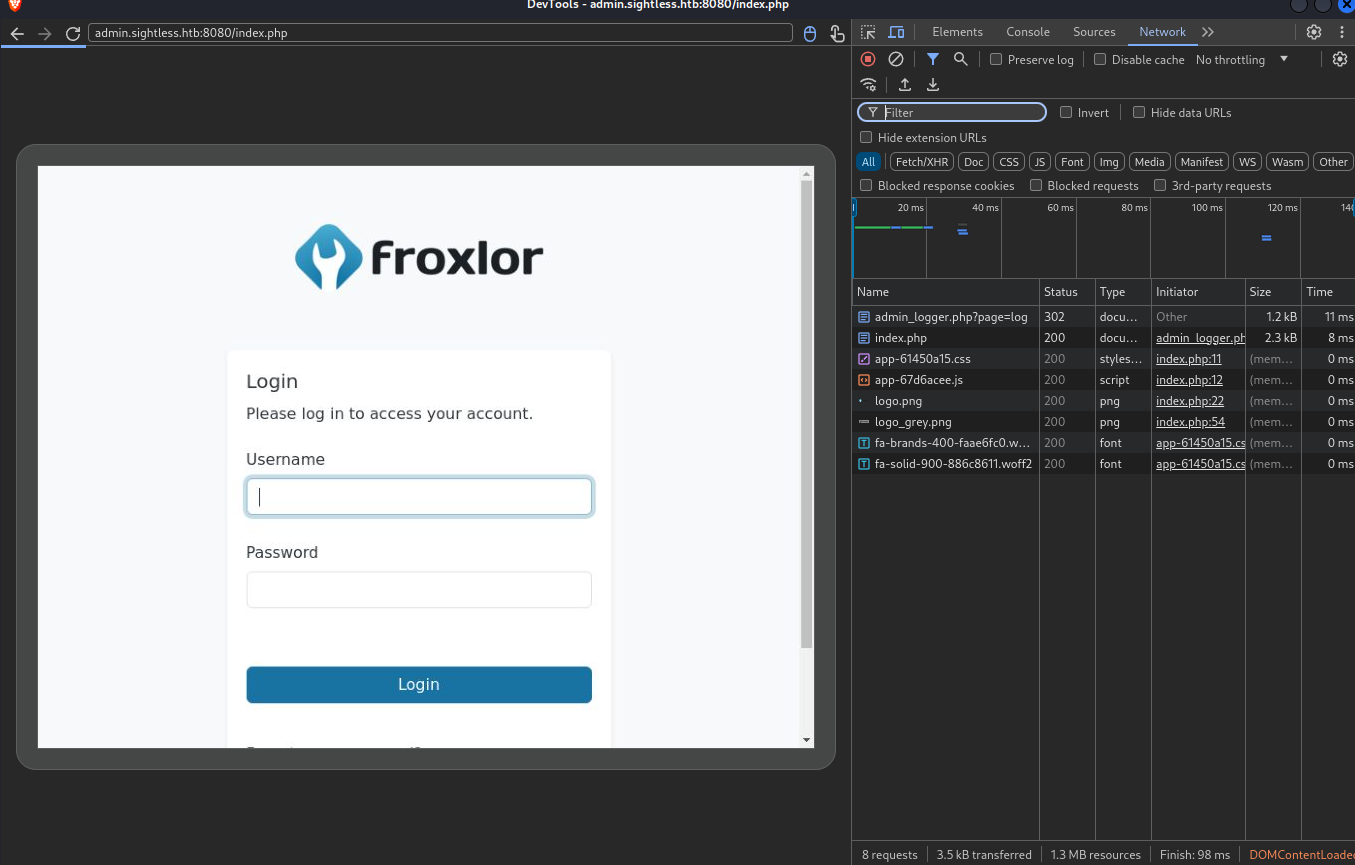 DevTools - admin.sightless.htb:8080/index.php
admin.sightless.htb:8080/index.php
Elements Console Sources Network
Preserve log Disable cache No throttling
Filter Invert Hide data URLs
Hide extension URLs
All Fetch/XHR Doc CSS JS Font Img Media Manifest WS Wasm Other
Blocked response cookies Blocked requests 3rd-party requests
20 ms 40 ms 60 ms 80 ms 100 ms 120 ms 140
froxlor
Login
Please log in to access your account.
Username
Password
Login
Name Status Type Initiator Size Time
admin_logger.php?page=log 302 docu... Other 1.2 kB 11 ms
index.php 200 docu... admin_logger.ph 2.3 kB 8 ms
app-61450a15.css 200 styles... index.php:11 (mem... 0 ms
app-67d6acee.js 200 script index.php:12 (mem... 0 ms
logo.png 200 png index.php:22 (mem... 0 ms
logo_grey.png 200 png index.php:54 (mem... 0 ms
fa-brands-400-faae6fc0.w... 200 font app-61450a15.cs (mem... 0 ms
fa-solid-900-886c8611.woff2 200 font app-61450a15.cs (mem... 0 ms
8 requests 3.5 kB transferred 1.3 MB resources Finish: 98 ms DOMContentLoade